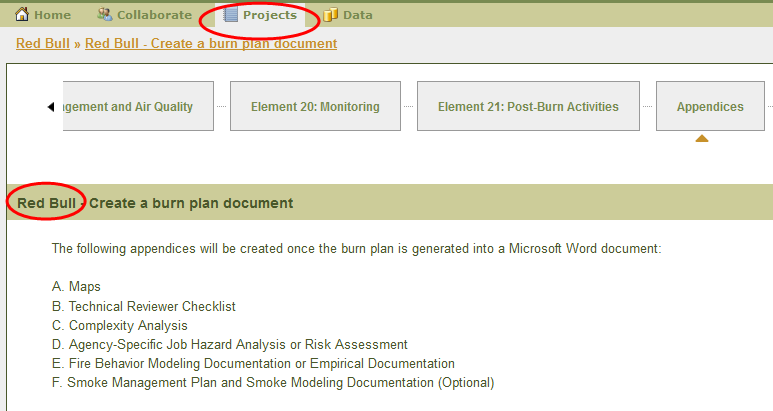 Home Collaborate Projects Data
Red Bull » Red Bull - Create a burn plan document
gement and Air Quality Element 20: Monitoring Element 21: Post-Burn Activities Appendices
Red Bull - Create a burn plan document
The following appendices will be created once the burn plan is generated into a Microsoft Word document:
A. Maps
B. Technical Reviewer Checklist
C. Complexity Analysis
D. Agency-Specific Job Hazard Analysis or Risk Assessment
E. Fire Behavior Modeling Documentation or Empirical Documentation
F. Smoke Management Plan and Smoke Modeling Documentation (Optional)